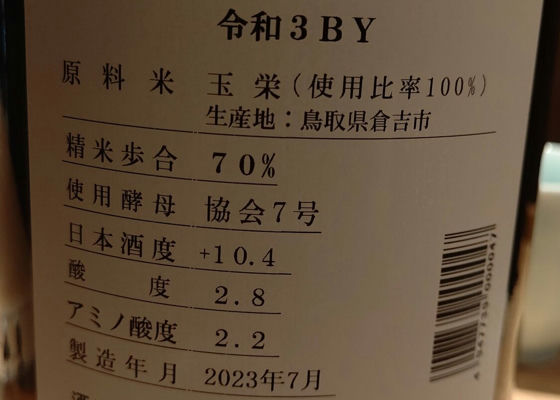 令和3BY
原料米 玉栄(使用比率100%)
生産地：鳥取県倉吉市
精米歩合 70%
使用酵母 協会7号
日本酒度 +10.4
酸度 2.8
アミノ酸度 2.2
製造年月 2023年7月